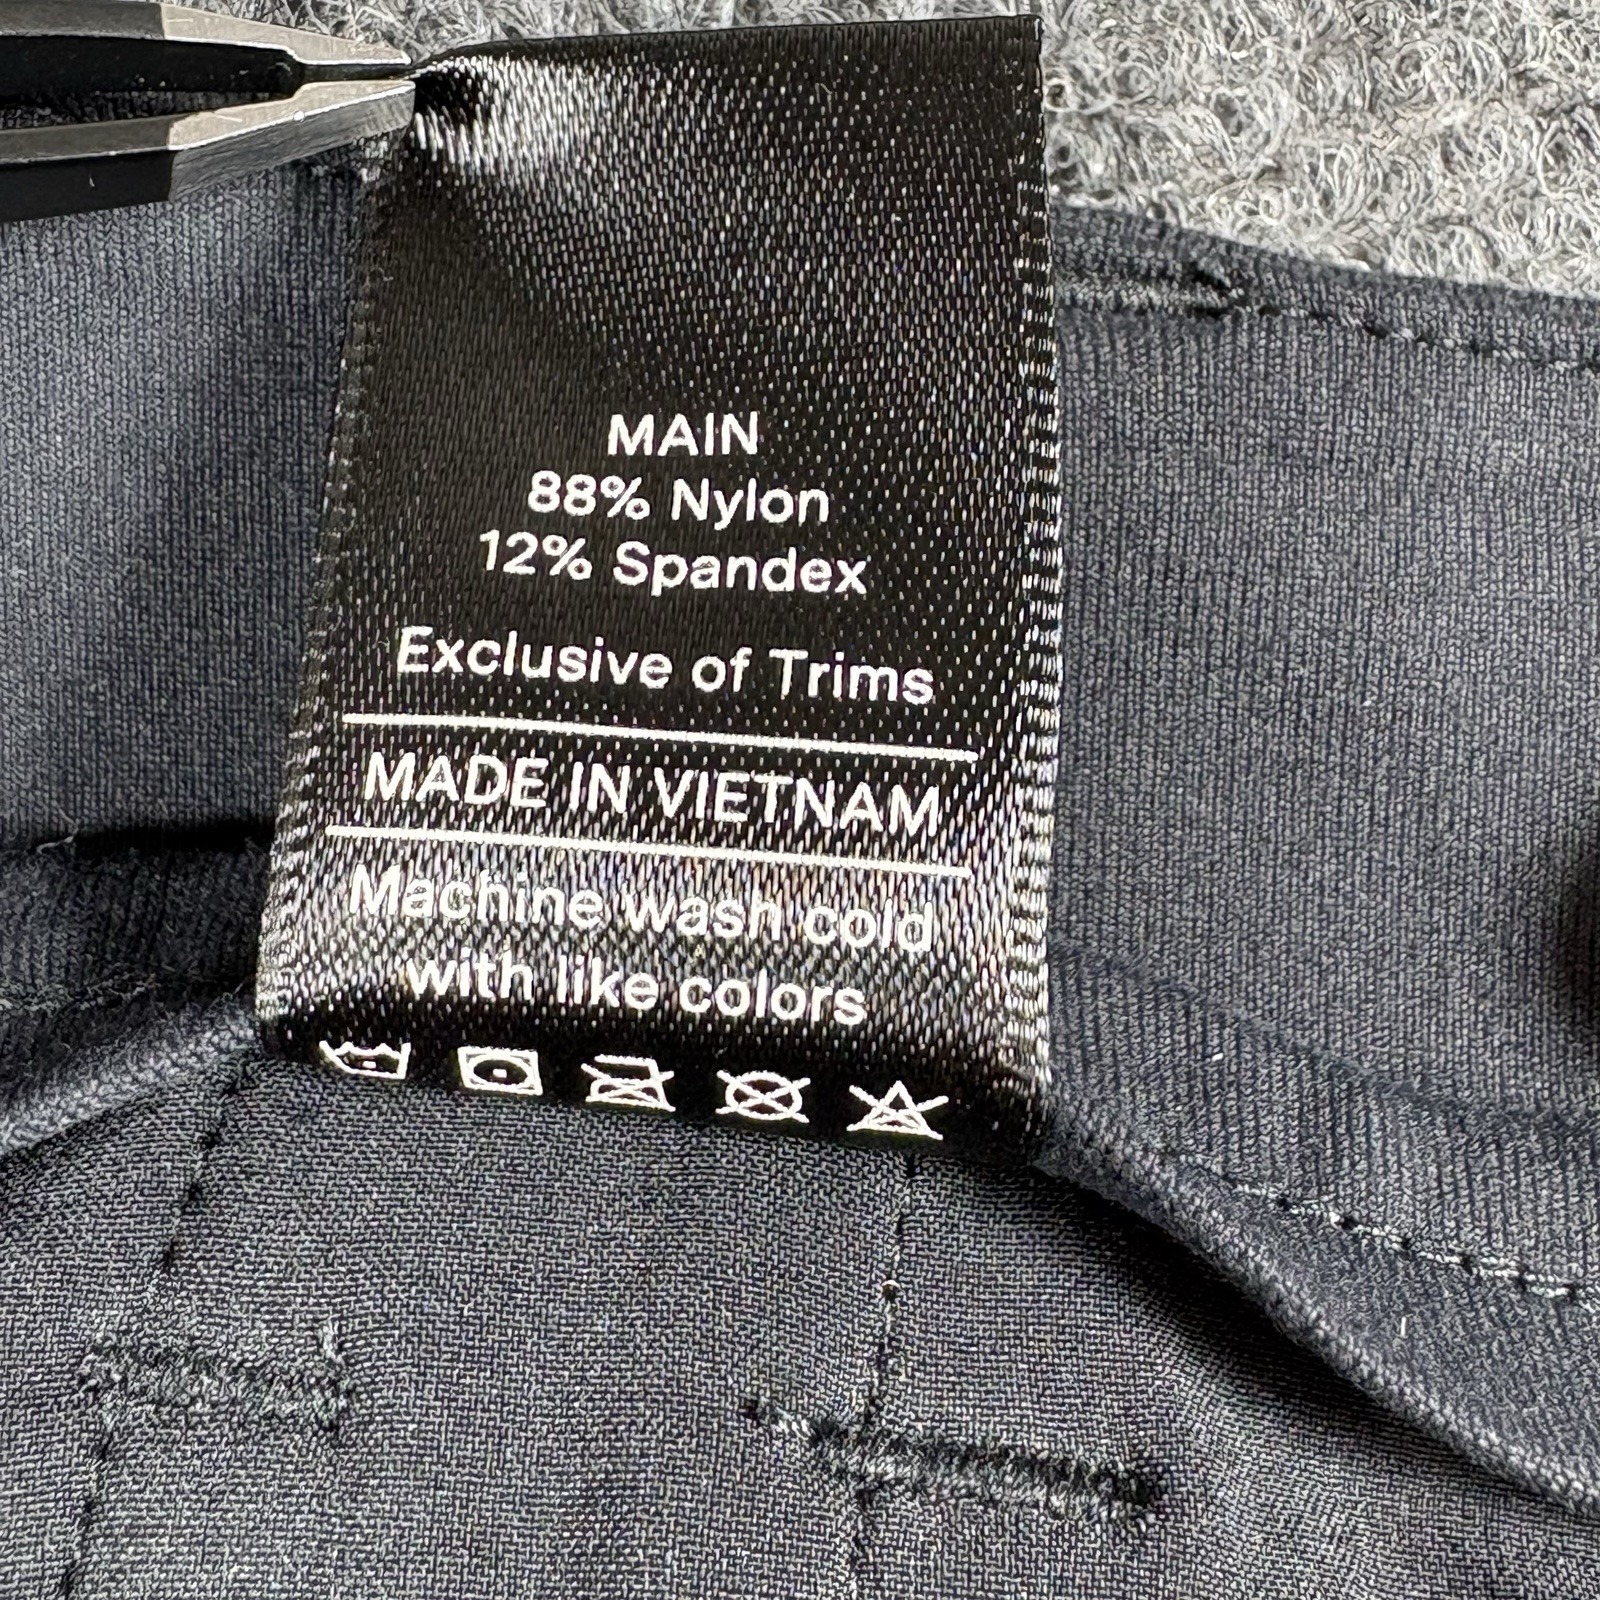 MAIN
88% Nylon
12% Spandex
Exclusive of Trims
MADE IN VIETNAM
Machine wash cold
with like colors